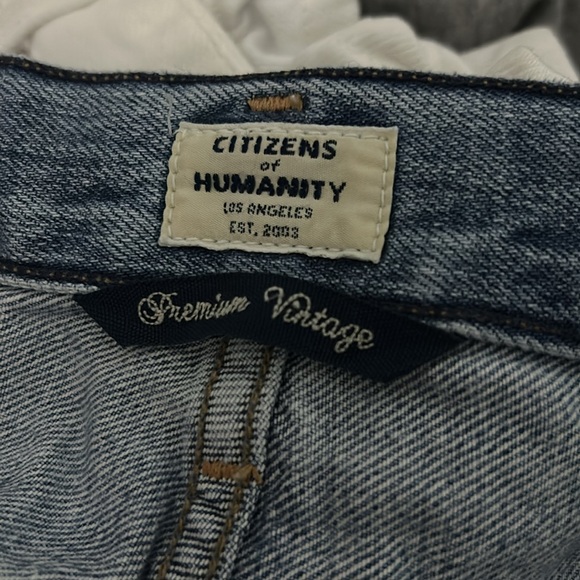 CITIZENS
of
HUMANITY
LOS ANGELES
EST. 2003
Premium Vintage